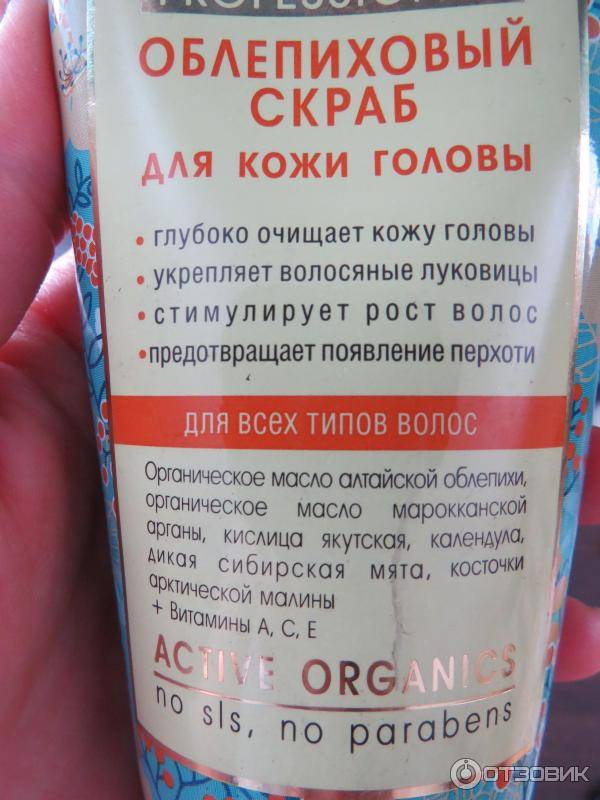 ОБЛЕПИХОВЫЙ
СКРАБ
ДЛЯ КОЖИ ГОЛОВЫ
• глубоко очищает кожу головы
• укрепляет волосяные луковицы
• стимулирует рост волос
• предотвращает появление перхоти
ДЛЯ ВСЕХ ТИПОВ ВОЛОС
Органическое масло алтайской облепихи,
органическое масло марокканской
арганы, кислица якутская, календула,
дикая сибирская мята, косточки
арктической малины
+ Витамины А, С, Е
ACTIVE ORGANICS
no sls, no parabens
ОТЗОВИК